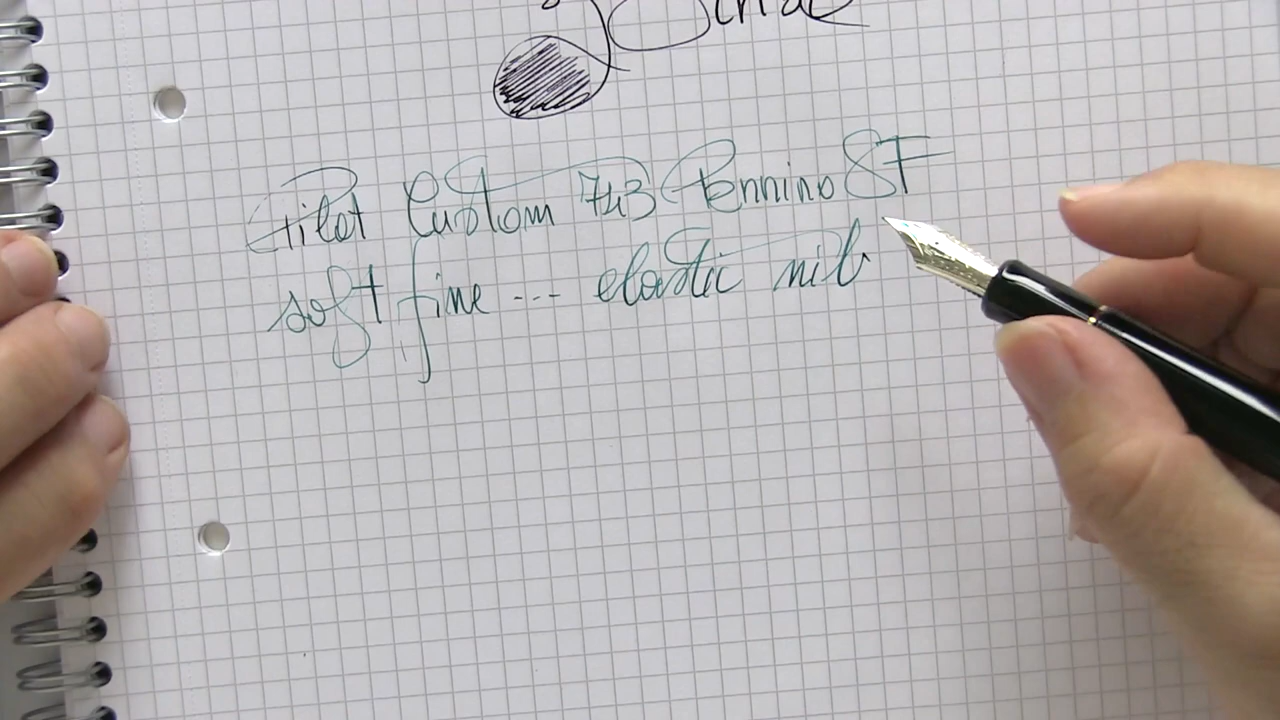 Pilot Custom 743 Pennino SF
soft fine --- elastic nib